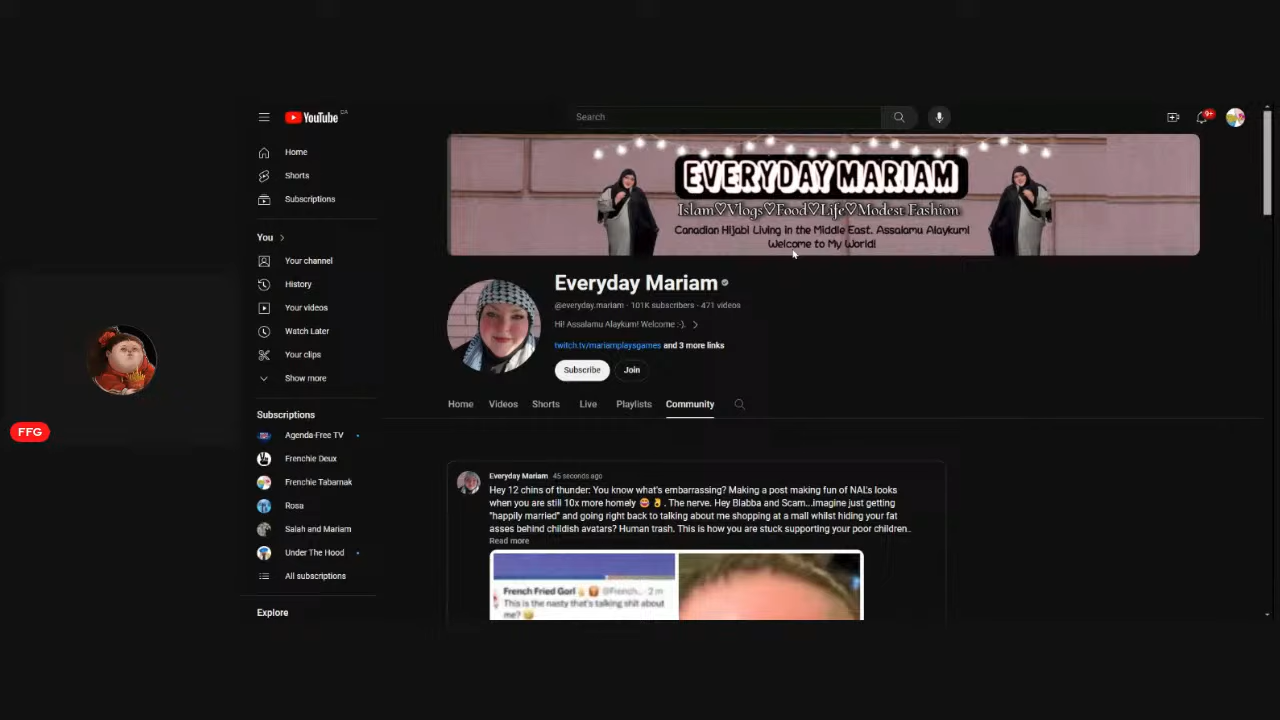 YouTube CA
Search
9+
Home
Shorts
Subscriptions
You
Your channel
History
Your videos
Watch Later
Your clips
Show more
Subscriptions
Agenda-Free TV
Frenchie Deux
Frenchie Tabarnak
Rosa
Salah and Mariam
Under The Hood
All subscriptions
Explore
FFG
EVERYDAY MARIAM
Islam♡Vlogs♡Food♡Life♡Modest Fashion
Canadian Hijabi Living in the Middle East. Assalamu Alaykum!
Welcome to My World!
Everyday Mariam
@everyday.mariam · 101K subscribers · 471 videos
Hi! Assalamu Alaykum! Welcome :-).
twitch.tv/mariamplaysgames and 3 more links
Subscribe Join
Home Videos Shorts Live Playlists Community
Everyday Mariam 45 seconds ago
Hey 12 chins of thunder: You know what's embarrassing? Making a post making fun of NAL's looks
when you are still 10x more homely 😄 👌. The nerve. Hey Blabba and Scam...imagine just getting
"happily married" and going right back to talking about me shopping at a mall whilst hiding your fat
asses behind childish avatars? Human trash. This is how you are stuck supporting your poor children..
Read more
French Fried Gorl @French... · 2 m
This is the nasty that's talking shit about
me?